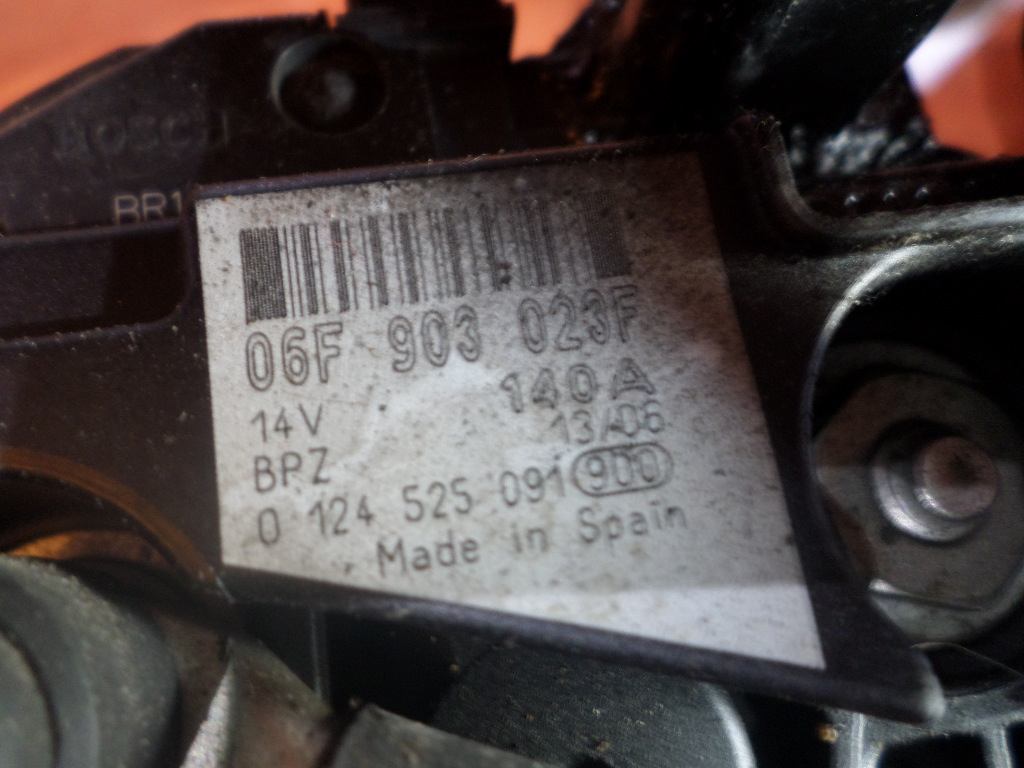 BOSCH
BR1
06F 903 023F
14V 140A
BPZ 13/06
0 124 525 091 900
Made in Spain